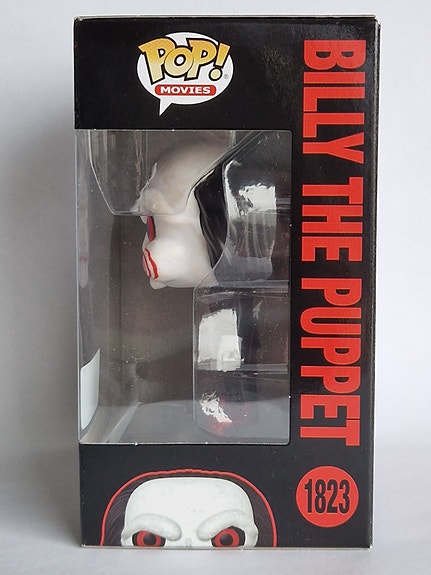 POP!
MOVIES
BILLY THE PUPPET
1823